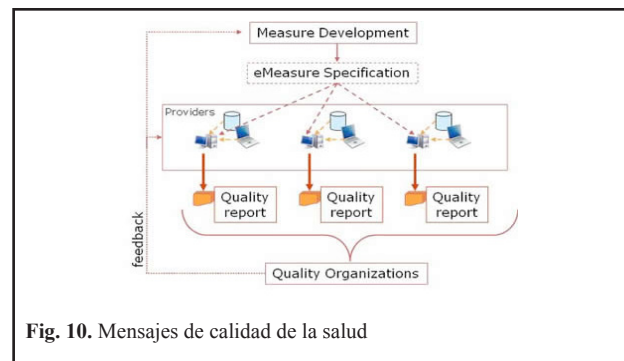 Measure Development
eMeasure Specification
Providers
Quality
report
Quality
report
Quality
report
feedback
Quality Organizations
Fig. 10. Mensajes de calidad de la salud